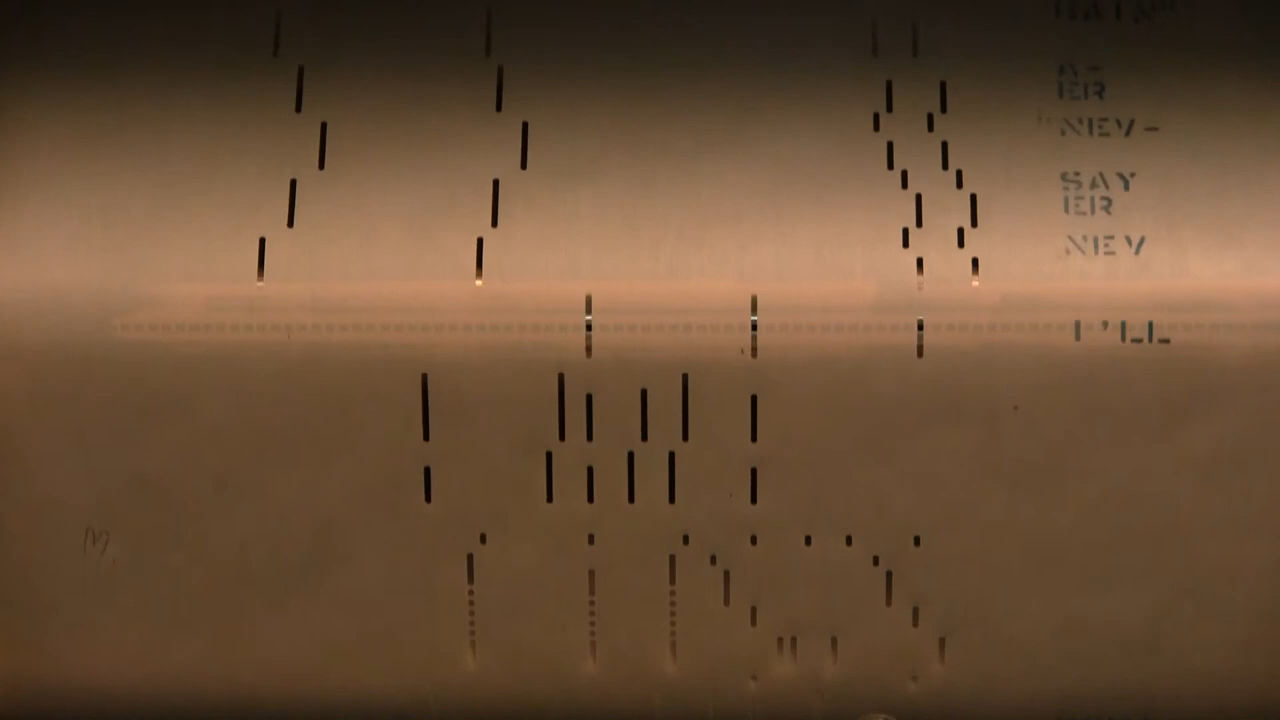 A-
ER
NEV-
SAY
ER
NEV
I'LL